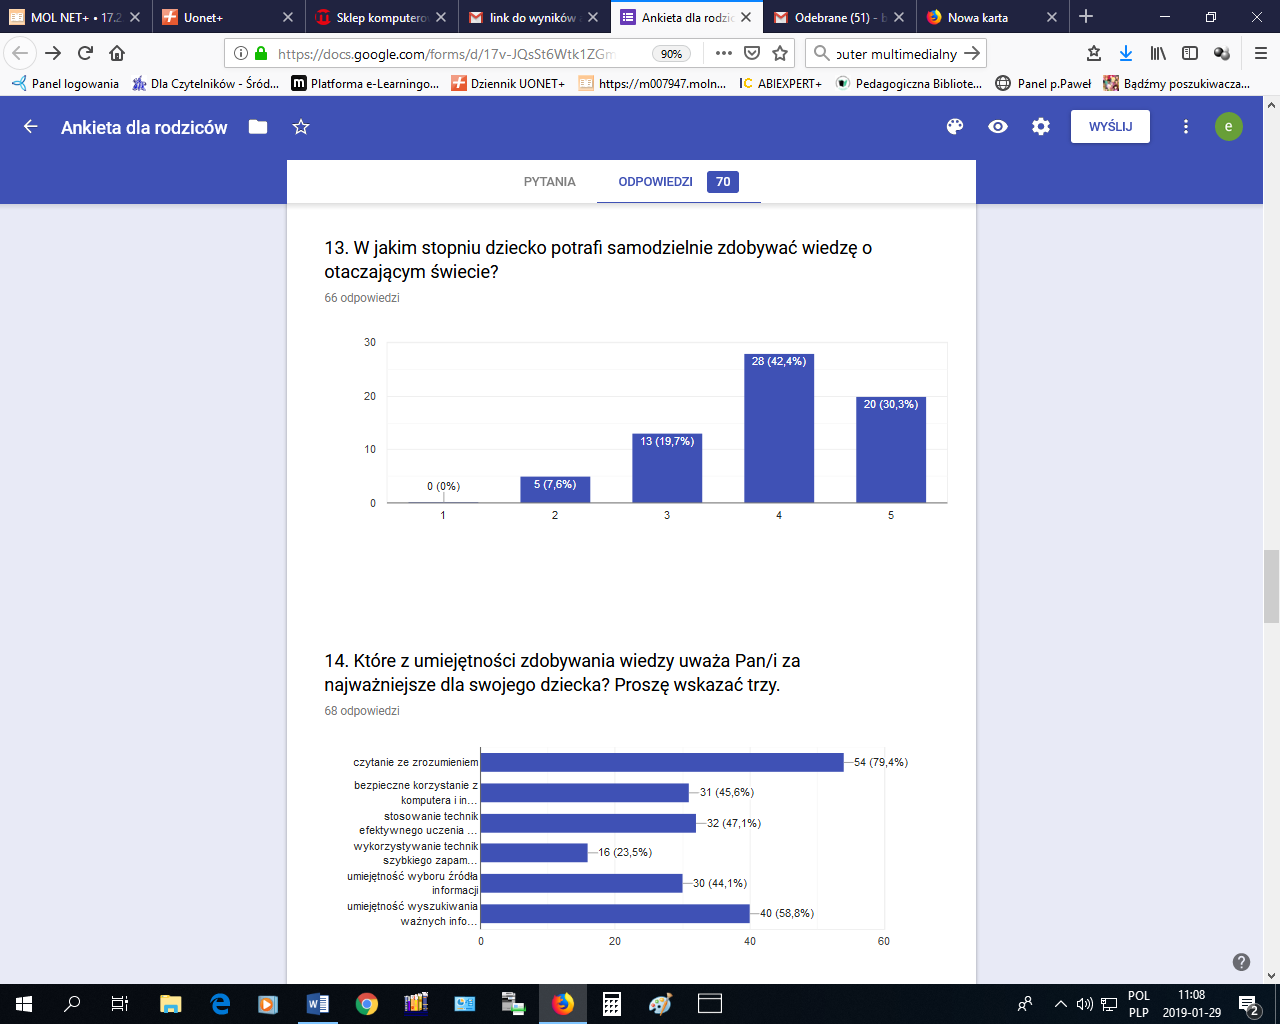 MOL NET+ • 17.2
Uonet+
Sklep komputerow
link do wyników
Ankieta dla rodzic
Odebrane (51) - b
Nowa karta
https://docs.google.com/forms/d/17v-JQsSt6Wtk1ZGm
90%
puter multimedialny
Panel logowania
Dla Czytelników - Śród...
Platforma e-Learningo...
Dziennik UONET+
https://m007947.moln...
IC ABIEXPERT+
Pedagogiczna Bibliote...
Panel p.Paweł
Bądźmy poszukiwacza...
Ankieta dla rodziców
WYŚLIJ
e
PYTANIA
ODPOWIEDZI 70
13. W jakim stopniu dziecko potrafi samodzielnie zdobywać wiedzę o
otaczającym świecie?
66 odpowiedzi
30
20
10
0
0 (0%)
5 (7,6%)
13 (19,7%)
28 (42,4%)
20 (30,3%)
1 2 3 4 5
14. Które z umiejętności zdobywania wiedzy uważa Pan/i za
najważniejsze dla swojego dziecka? Proszę wskazać trzy.
68 odpowiedzi
czytanie ze zrozumieniem
54 (79,4%)
bezpieczne korzystanie z
komputera i in...
31 (45,6%)
stosowanie technik
efektywnego uczenia ...
32 (47,1%)
wykorzystywanie technik
szybkiego zapam...
16 (23,5%)
umiejętność wyboru źródła
informacji
30 (44,1%)
umiejętność wyszukiwania
ważnych info...
40 (58,8%)
0 20 40 60
POL
PLP
11:08
2019-01-29
2